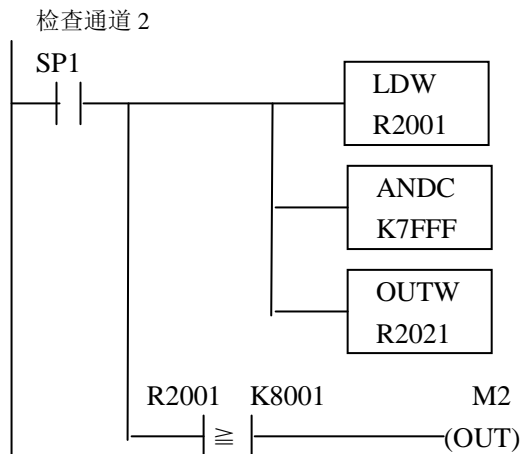 检查通道 2
SP1
LDW
R2001
ANDC
K7FFF
OUTW
R2021
R2001 K8001 M2
≧ (OUT)